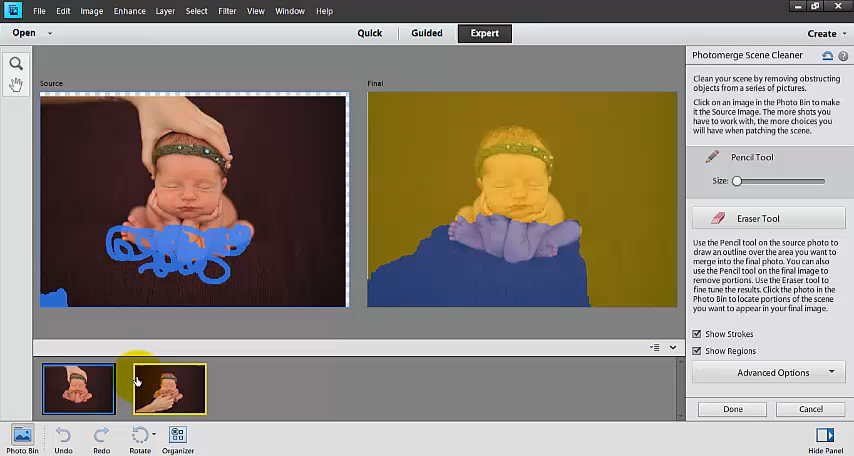 File Edit Image Enhance Layer Select Filter View Window Help
Open Quick Guided Expert Create
Photomerge Scene Cleaner
Source Final
Clean your scene by removing obstructing
objects from a series of pictures.
Click on an image in the Photo Bin to make
it the Source Image. The more shots you
have to work with, the more choices you
will have when patching the scene.
Pencil Tool
Size:
Eraser Tool
Use the Pencil tool on the source photo to
draw an outline over the area you want to
merge into the final photo. You can also
use the Pencil tool on the final image to
remove portions. Use the Eraser tool to
fine tune the results. Click the photo in the
Photo Bin to locate portions of the scene
you want to appear in your final image.
Show Strokes
Show Regions
Advanced Options
Done Cancel
Photo Bin Undo Redo Rotate Organizer Hide Panel